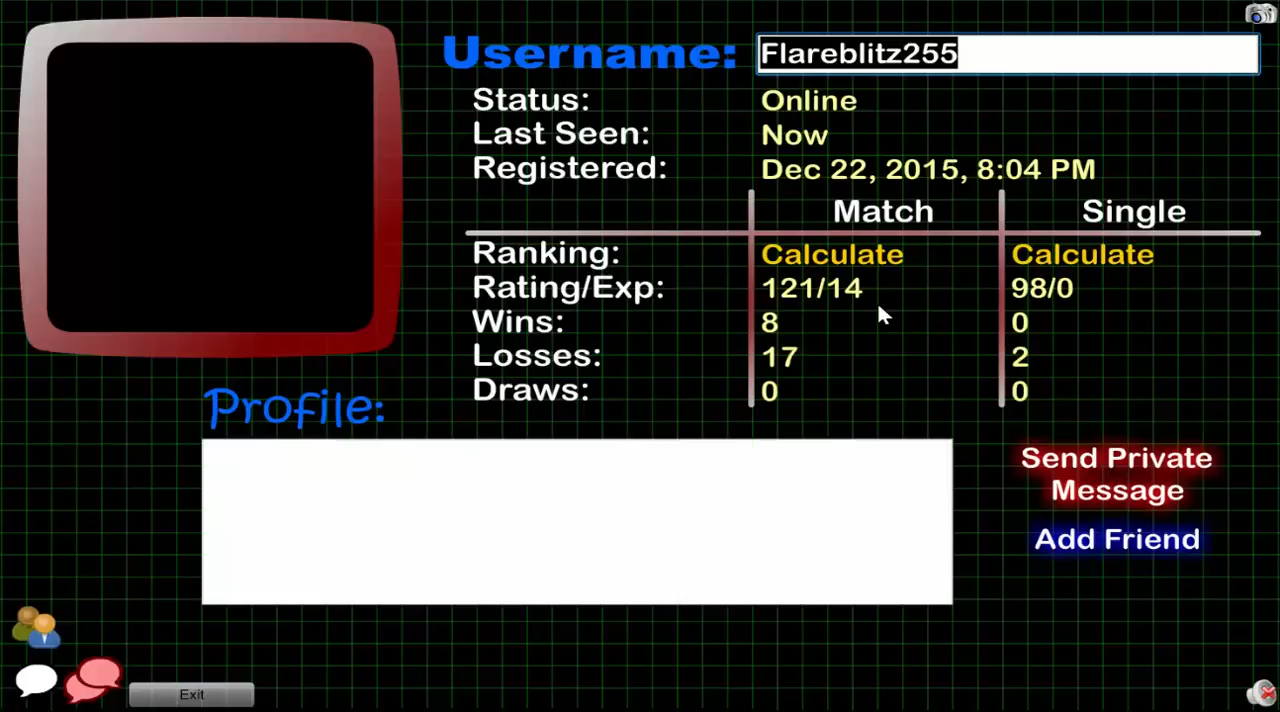 Username: Flareblitz255
Status: Online
Last Seen: Now
Registered: Dec 22, 2015, 8:04 PM
Match Single
Ranking: Calculate Calculate
Rating/Exp: 121/14 98/0
Wins: 8 0
Losses: 17 2
Draws: 0 0
Profile:
Send Private
Message
Add Friend
Exit